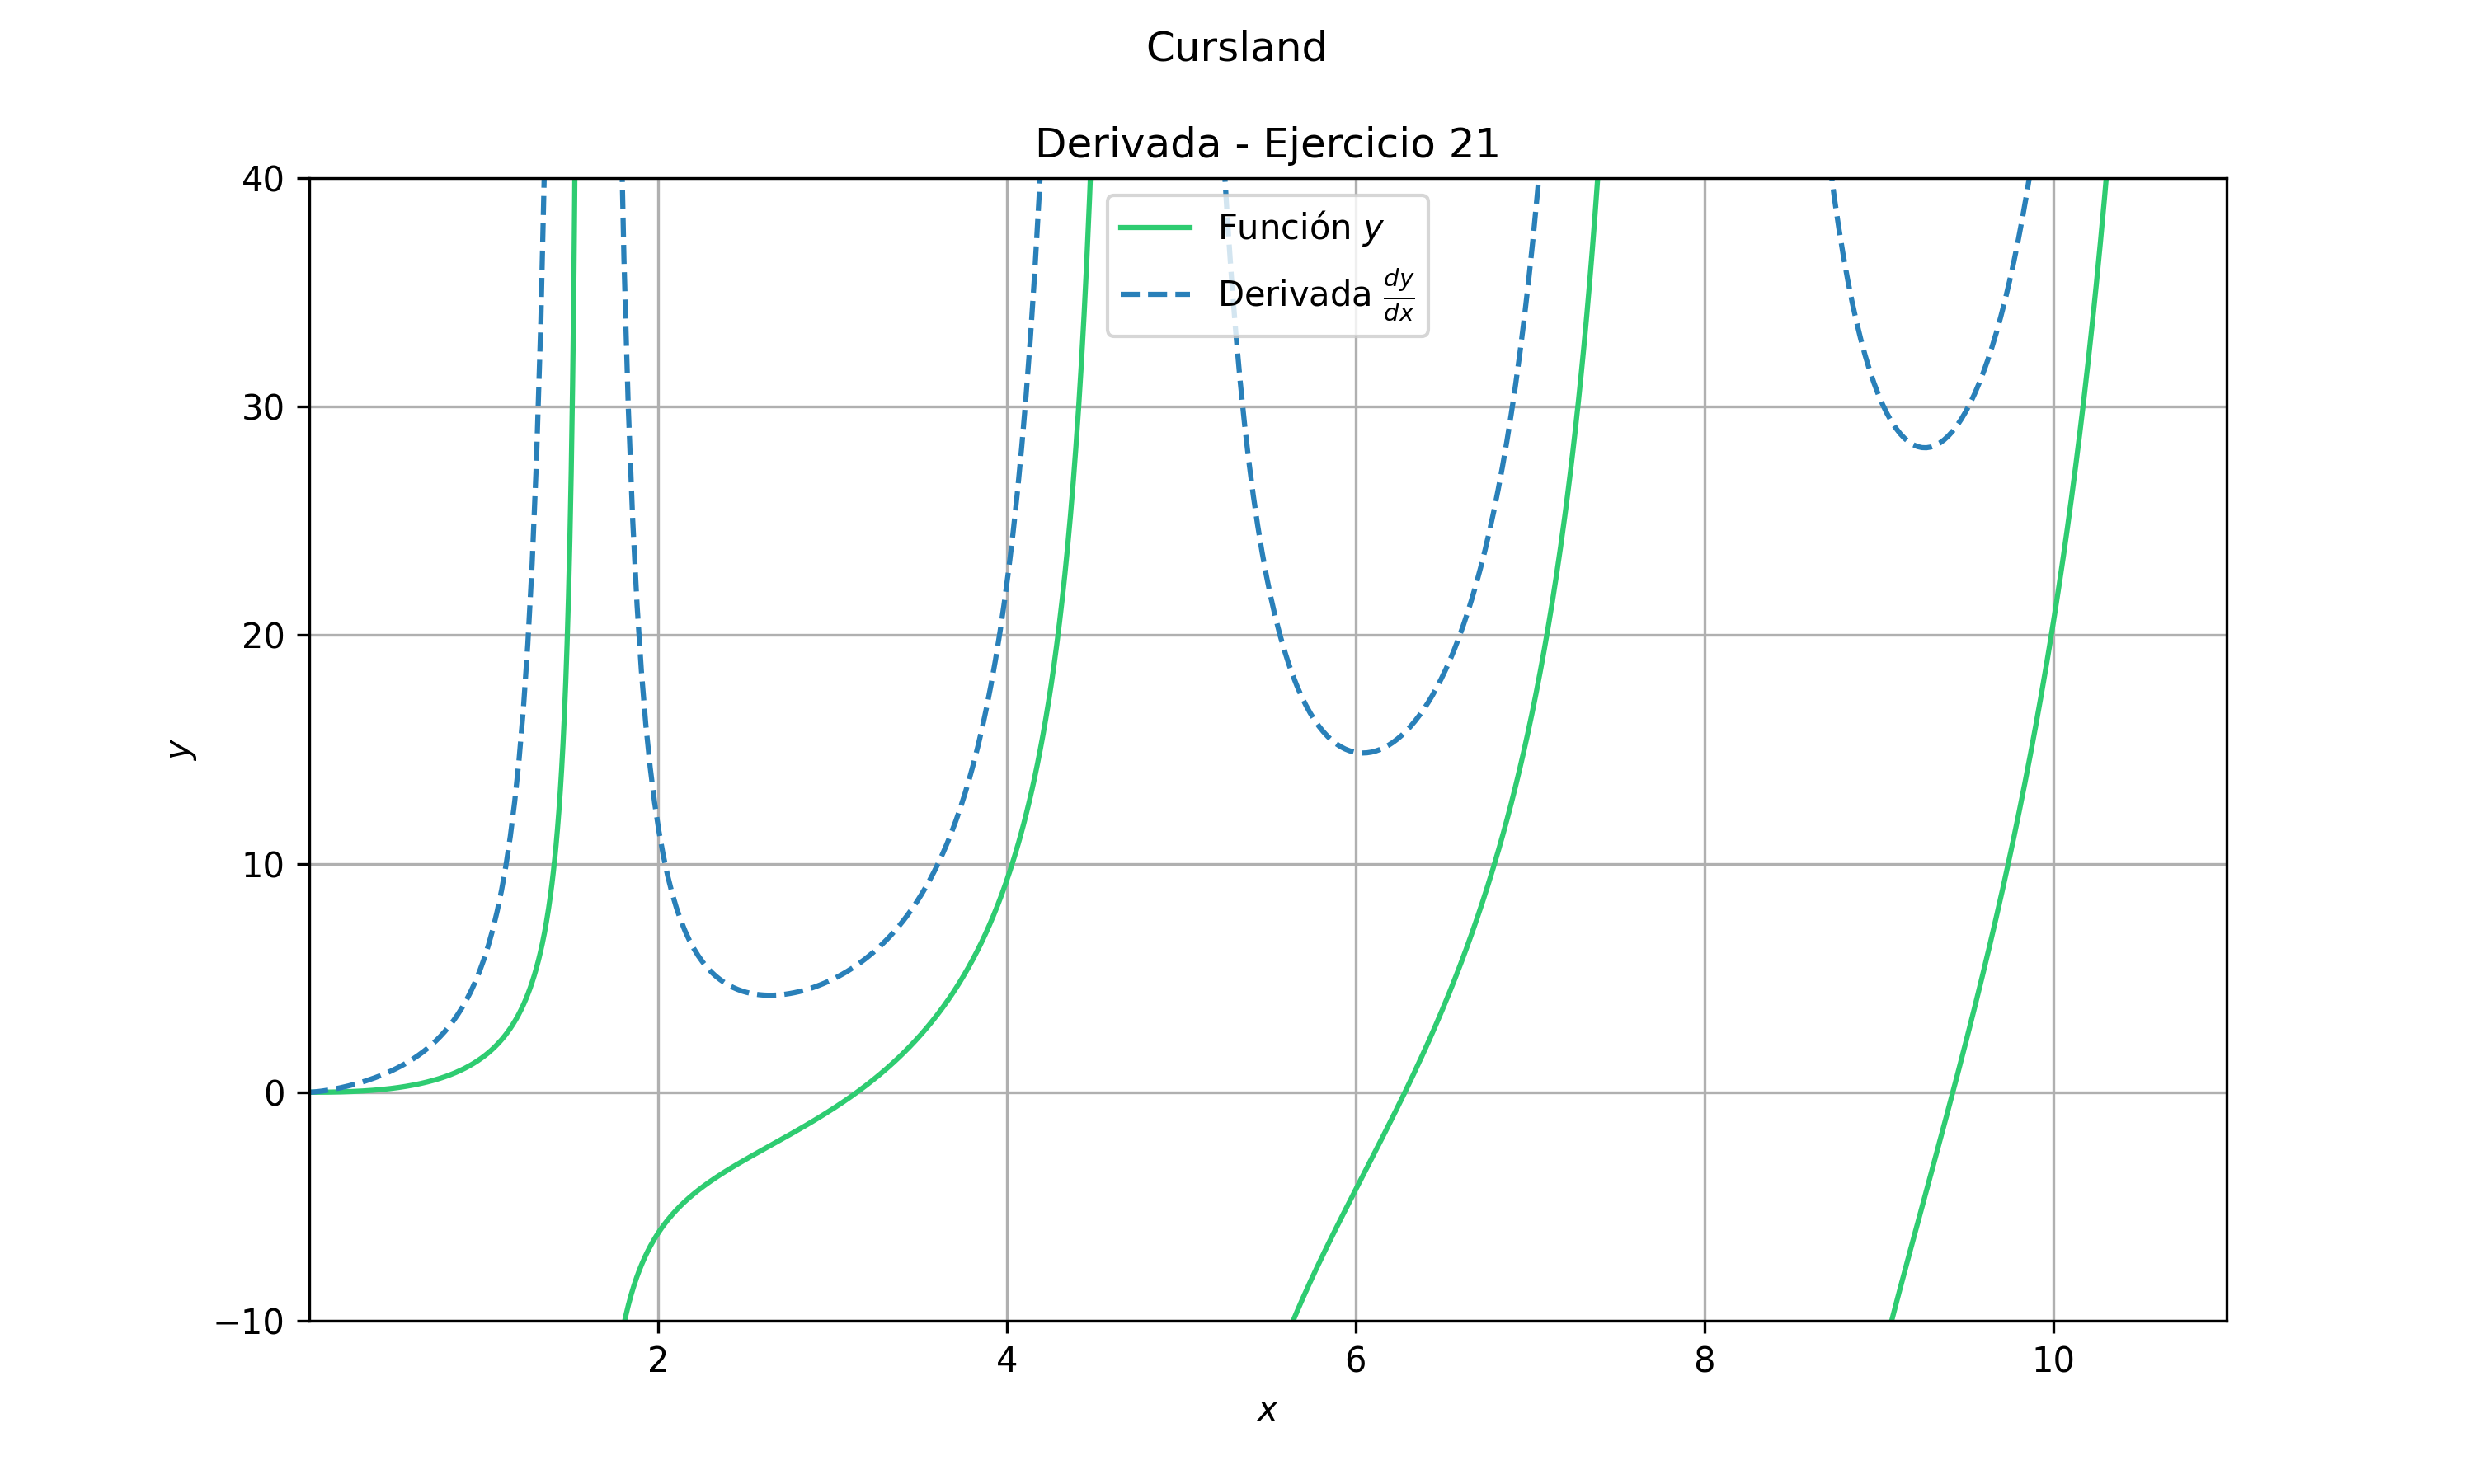 Cursland
Derivada - Ejercicio 21
40
30
20
10
0
−10
y
Función y
Derivada dy/dx
2
4
6
8
10
x